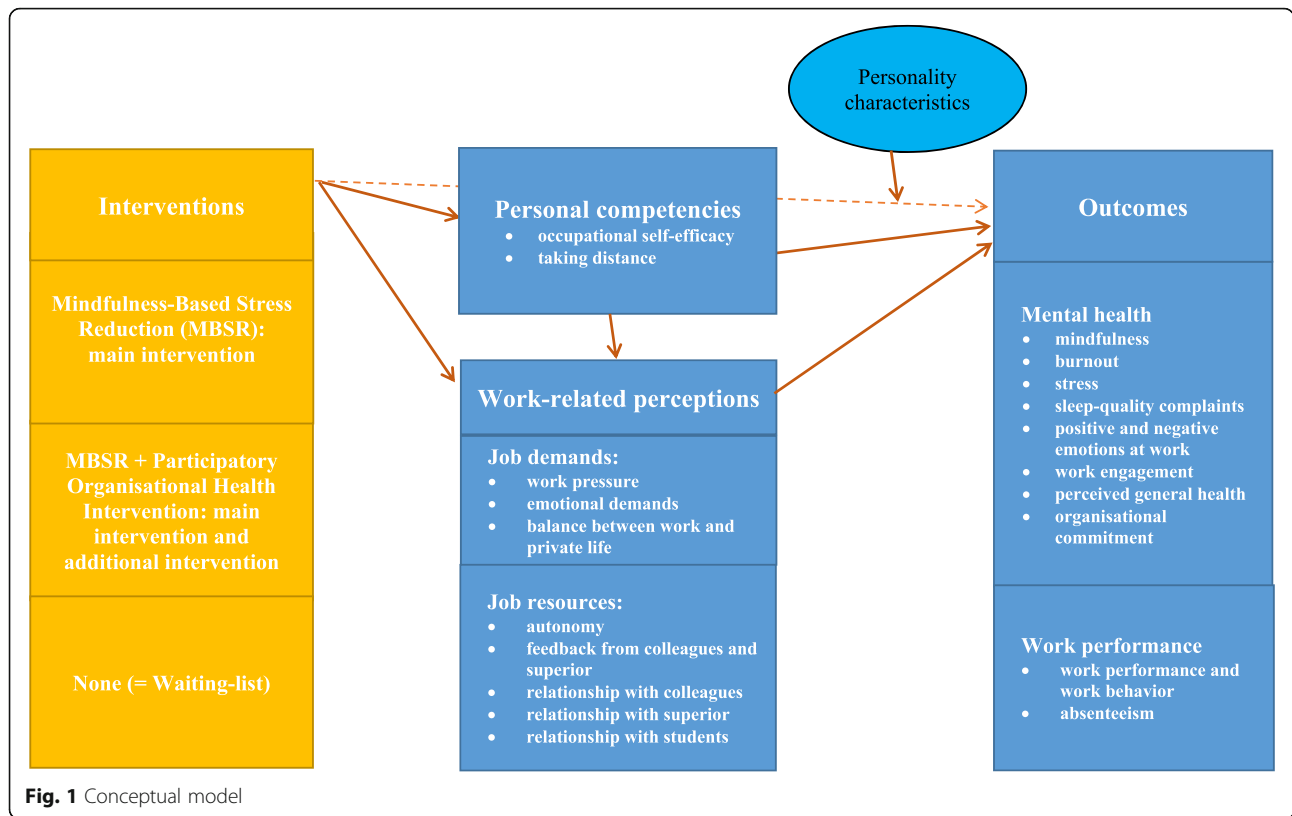 Personality
characteristics
Interventions
Mindfulness-Based Stress
Reduction (MBSR):
main intervention
MBSR + Participatory
Organisational Health
Intervention: main
intervention and
additional intervention
None (= Waiting-list)
Personal competencies
• occupational self-efficacy
• taking distance
Work-related perceptions
Job demands:
• work pressure
• emotional demands
• balance between work and
private life
Job resources:
• autonomy
• feedback from colleagues and
superior
• relationship with colleagues
• relationship with superior
• relationship with students
Outcomes
Mental health
• mindfulness
• burnout
• stress
• sleep-quality complaints
• positive and negative
emotions at work
• work engagement
• perceived general health
• organisational
commitment
Work performance
• work performance and
work behavior
• absenteeism
Fig. 1 Conceptual model